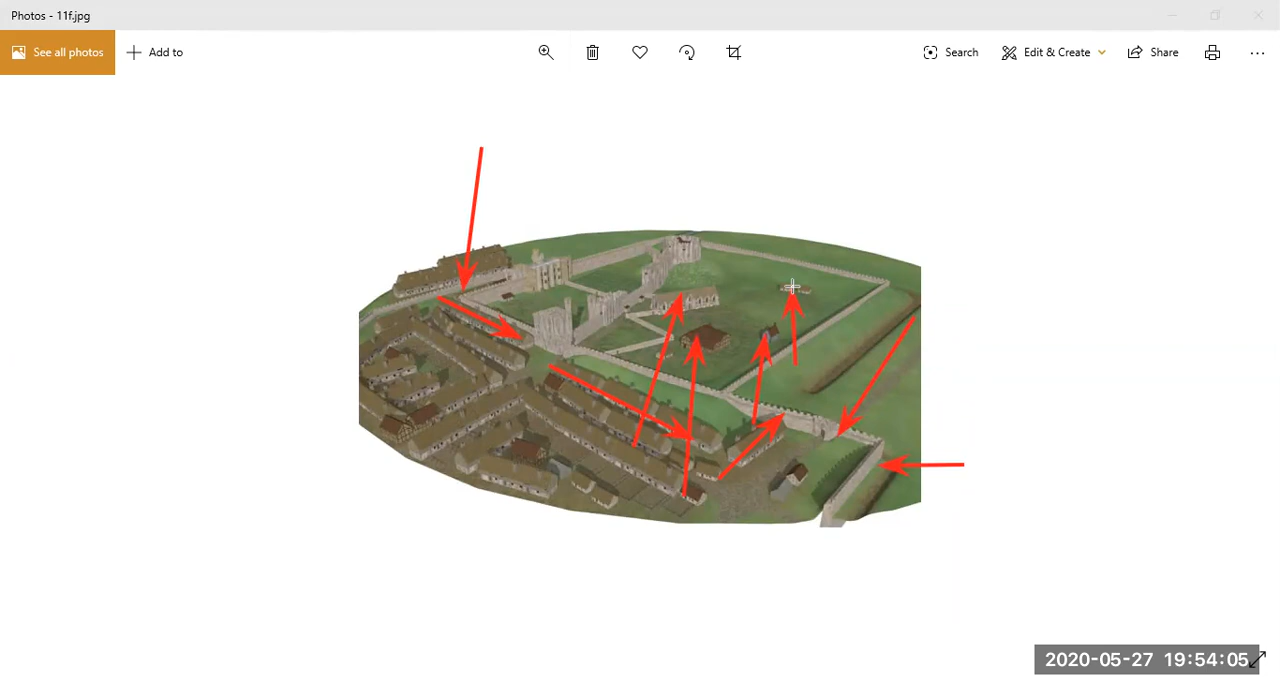 Photos - 11f.jpg
See all photos
Add to
Search
Edit & Create
Share
2020-05-27 19:54:05